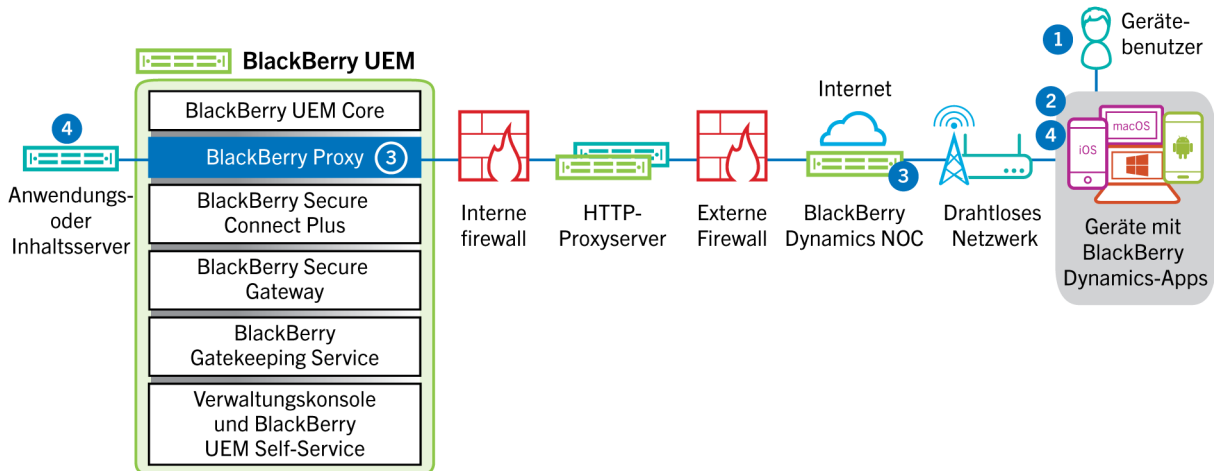 BlackBerry UEM
BlackBerry UEM Core
BlackBerry Proxy 3
BlackBerry Secure
Connect Plus
BlackBerry Secure
Gateway
BlackBerry
Gatekeeping Service
Verwaltungskonsole
und BlackBerry
UEM Self-Service
4
Anwendungs-
oder
Inhaltsserver
Interne
firewall
HTTP-
Proxyserver
Externe
Firewall
Internet
3
BlackBerry
Dynamics NOC
Drahtloses
Netzwerk
1
Geräte-
benutzer
2
4
macOS
iOS
Geräte mit
BlackBerry
Dynamics-Apps